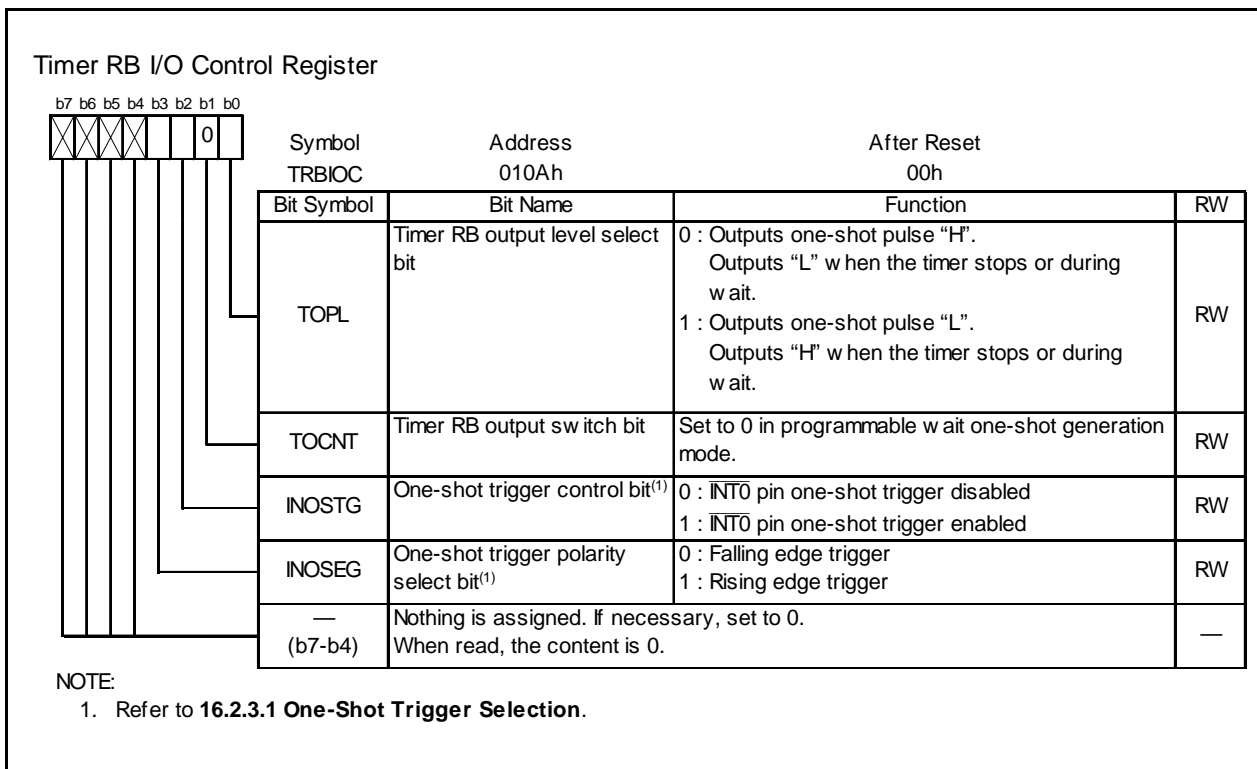 Timer RB I/O Control Register
b7 b6 b5 b4 b3 b2 b1 b0
0
Symbol Address After Reset
TRBIOC 010Ah 00h
Bit Symbol Bit Name Function RW
TOPL Timer RB output level select bit 0 : Outputs one-shot pulse “H”.
Outputs “L” when the timer stops or during
wait.
1 : Outputs one-shot pulse “L”.
Outputs “H” when the timer stops or during
wait.
RW
TOCNT Timer RB output switch bit Set to 0 in programmable wait one-shot generation
mode.
RW
INOSTG One-shot trigger control bit(1) 0 : INT0 pin one-shot trigger disabled
1 : INT0 pin one-shot trigger enabled
RW
INOSEG One-shot trigger polarity
select bit(1)
0 : Falling edge trigger
1 : Rising edge trigger
RW
—
(b7-b4)
Nothing is assigned. If necessary, set to 0.
When read, the content is 0.
—
NOTE:
1. Refer to 16.2.3.1 One-Shot Trigger Selection.